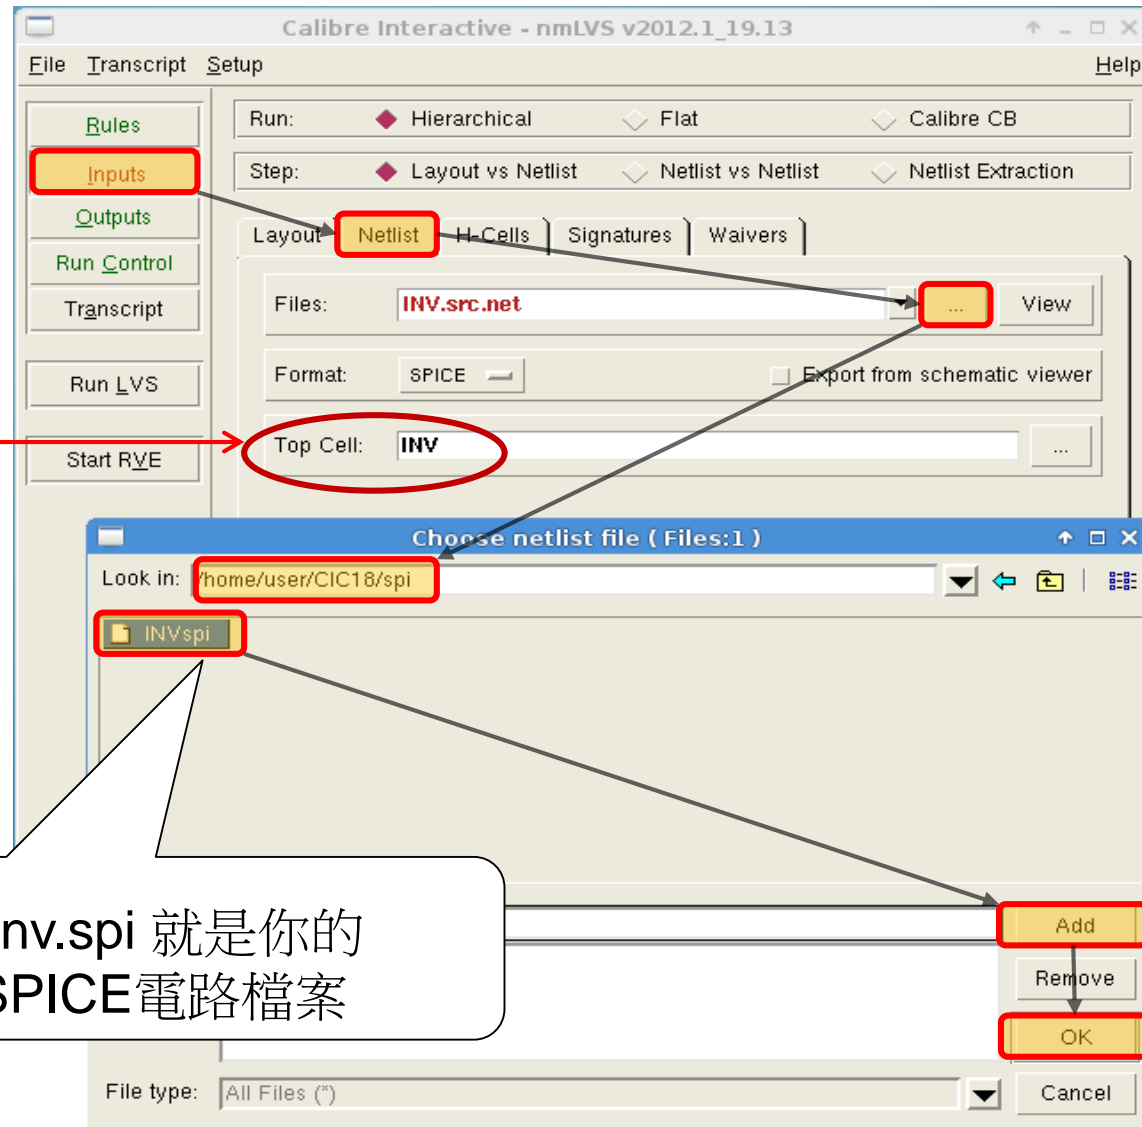 Calibre Interactive - nmLVS v2012.1_19.13
File Transcript Setup Help
Rules
Run: Hierarchical Flat Calibre CB
Inputs
Step: Layout vs Netlist Netlist vs Netlist Netlist Extraction
Outputs
Layout Netlist H-Cells Signatures Waivers
Run Control
Transcript
Files: INV.src.net ... View
Run LVS
Format: SPICE Export from schematic viewer
Start RVE
Top Cell: INV ...
Choose netlist file ( Files:1 )
Look in: /home/user/CIC18/spi
INVspi
Add
nv.spi 就是你的
SPICE電路檔案
Remove
OK
File type: All Files (*) Cancel